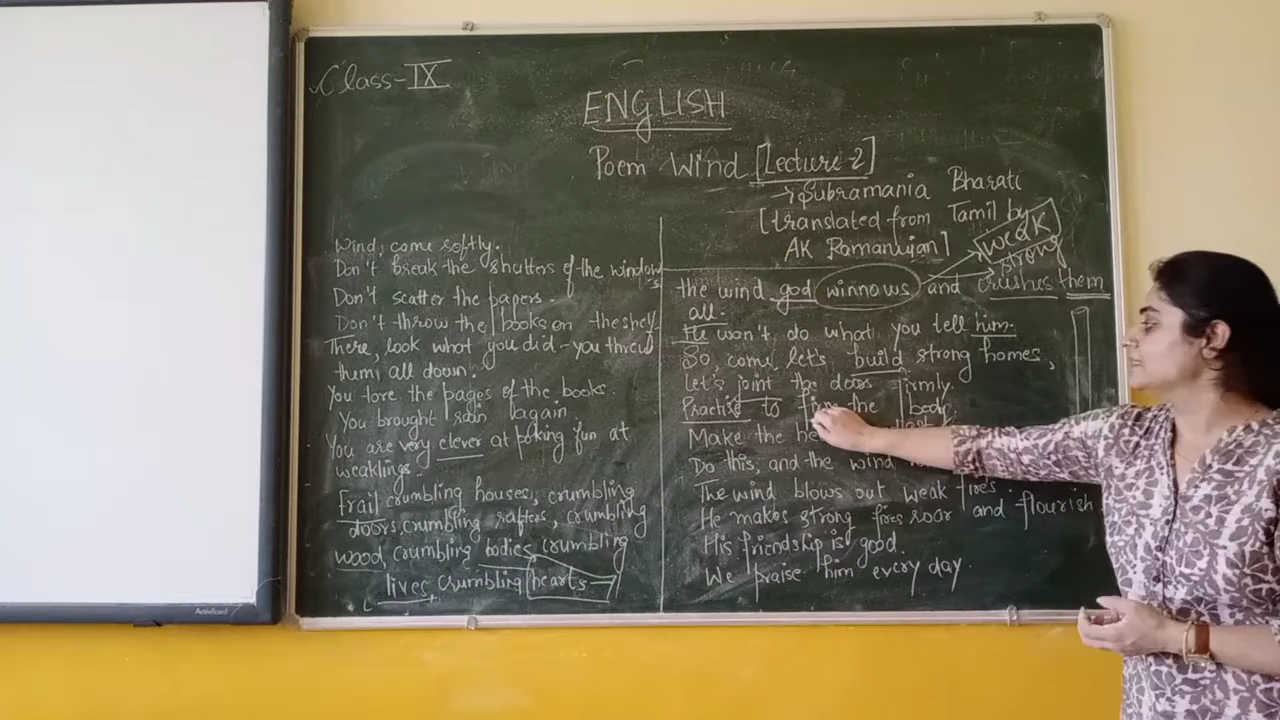 Class-IX
ENGLISH
Poem Wind [Lecture-2]
→ Subramania Bharati
[translated from Tamil by
AK Ramanujan]
Wind, come softly.
Don't break the shutters of the windows
Don't scatter the papers.
Don't throw the books on the shelf.
There, look what you did - you threw
them all down.
You tore the pages of the books.
You brought rain again.
You are very clever at poking fun at
weaklings.
Frail crumbling houses, crumbling
doors, crumbling rafters, crumbling
wood, crumbling bodies crumbling
lives, crumbling hearts
weak
strong
the wind god winnows and crushes them
all.
He won't do what you tell him.
So, come, let's build strong homes,
Let's joint the doors firmly.
Practise to firm the body.
Make the
Do this, and the wind
The wind blows out weak fires.
He makes strong fires roar and flourish.
His friendship is good.
We praise him every day.
ActivBoard